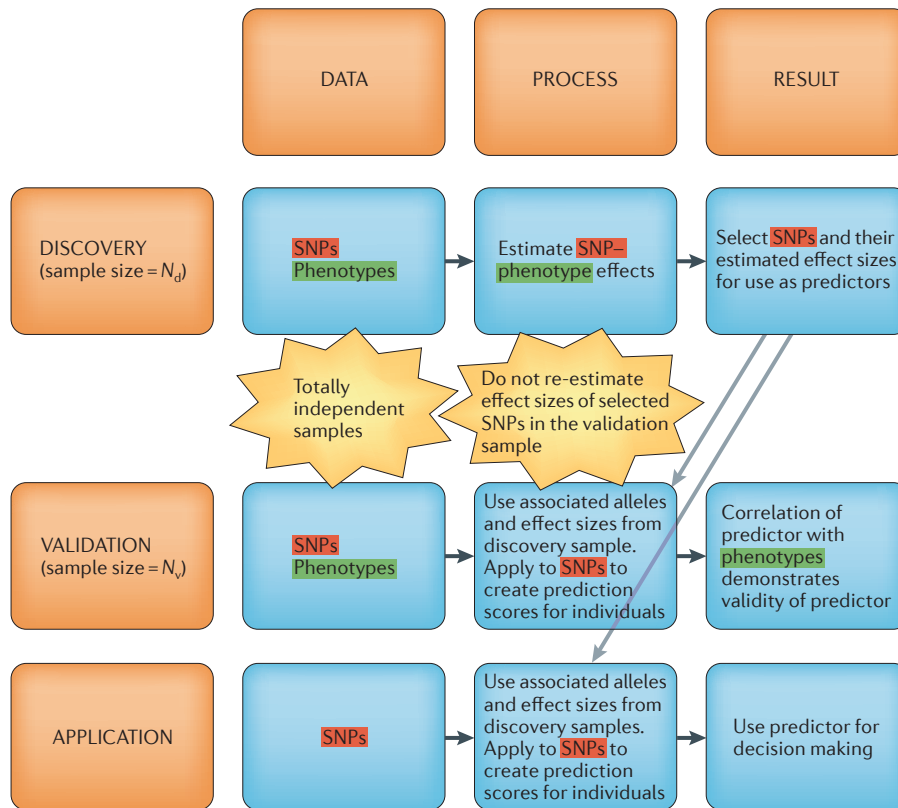 DATA
PROCESS
RESULT
DISCOVERY
(sample size = N_d)
SNPs
Phenotypes
Estimate SNP–
phenotype effects
Select SNPs and their
estimated effect sizes
for use as predictors
Totally
independent
samples
Do not re-estimate
effect sizes of selected
SNPs in the validation
sample
VALIDATION
(sample size = N_v)
SNPs
Phenotypes
Use associated alleles
and effect sizes from
discovery sample.
Apply to SNPs to
create prediction
scores for individuals
Correlation of
predictor with
phenotypes
demonstrates
validity of predictor
APPLICATION
SNPs
Use associated alleles
and effect sizes from
discovery samples.
Apply to SNPs to
create prediction
scores for individuals
Use predictor for
decision making